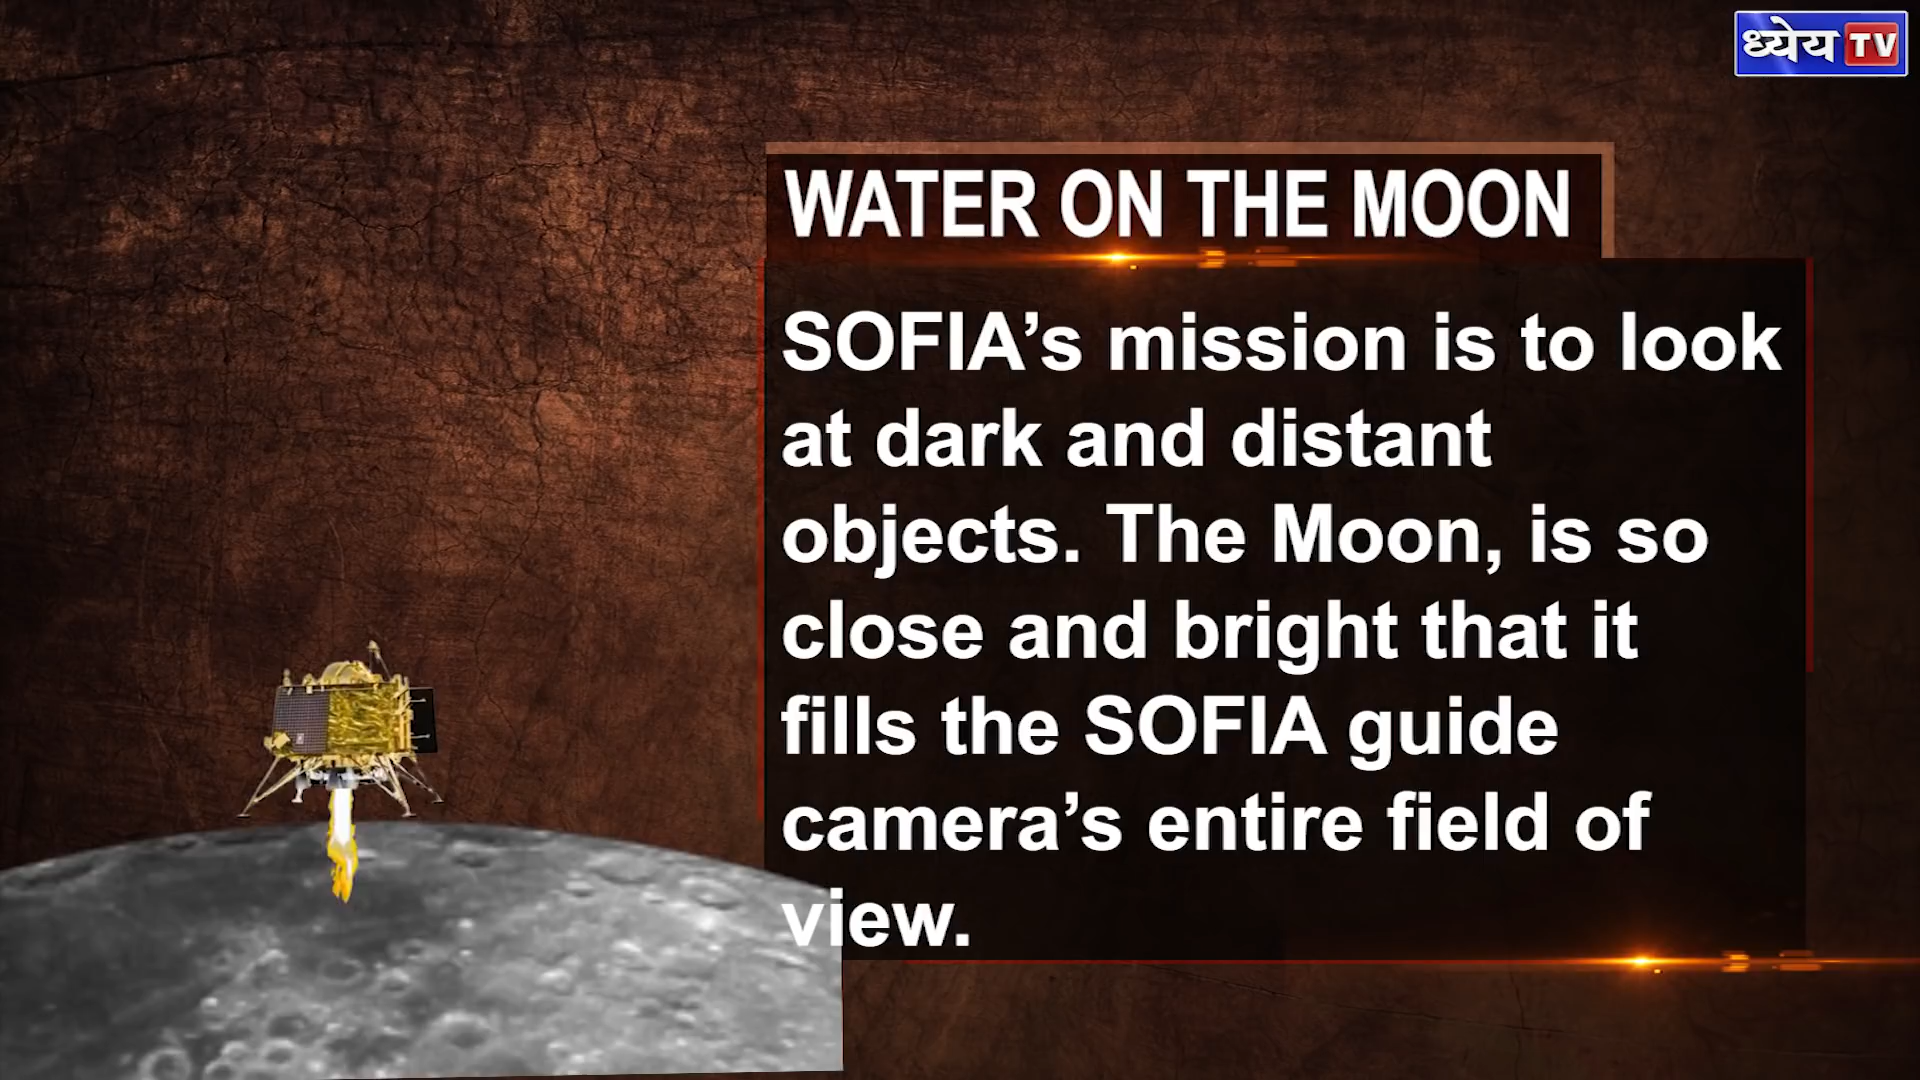 ध्येय TV
WATER ON THE MOON
SOFIA’s mission is to look
at dark and distant
objects. The Moon, is so
close and bright that it
fills the SOFIA guide
camera’s entire field of
view.